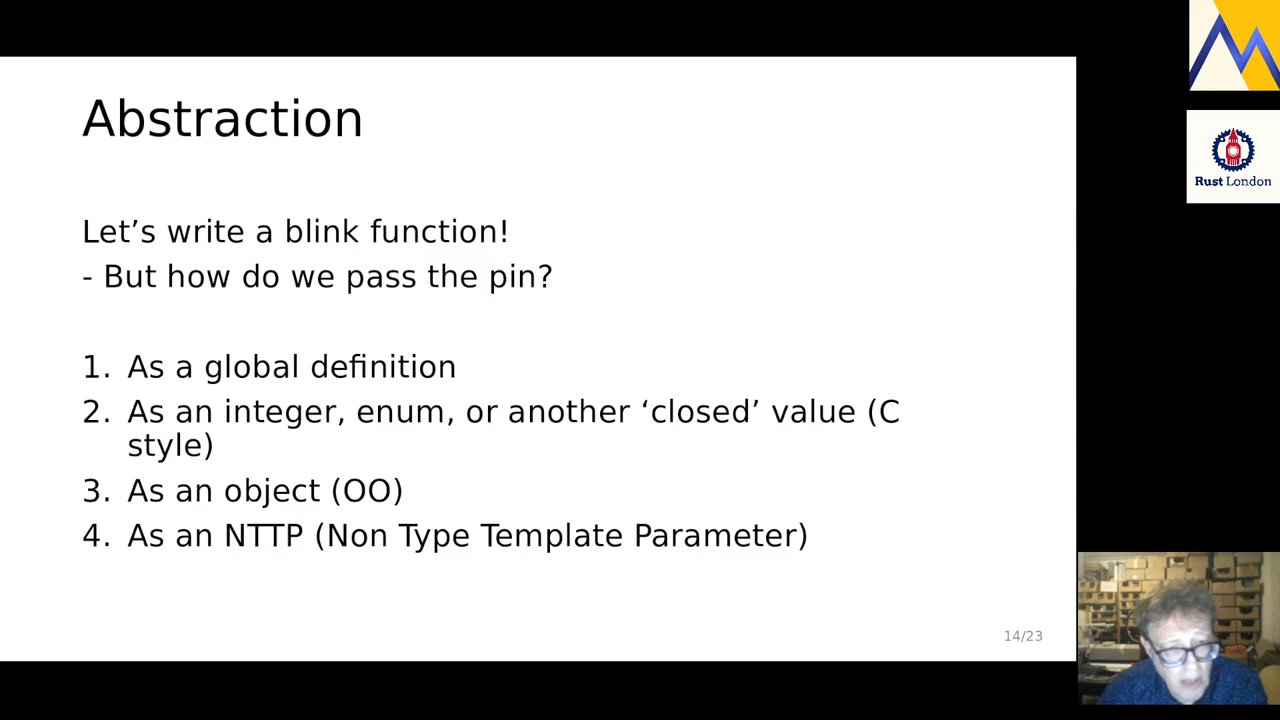 Abstraction
Let’s write a blink function!
- But how do we pass the pin?
1. As a global definition
2. As an integer, enum, or another ‘closed’ value (C
style)
3. As an object (OO)
4. As an NTTP (Non Type Template Parameter)
14/23
Rust London